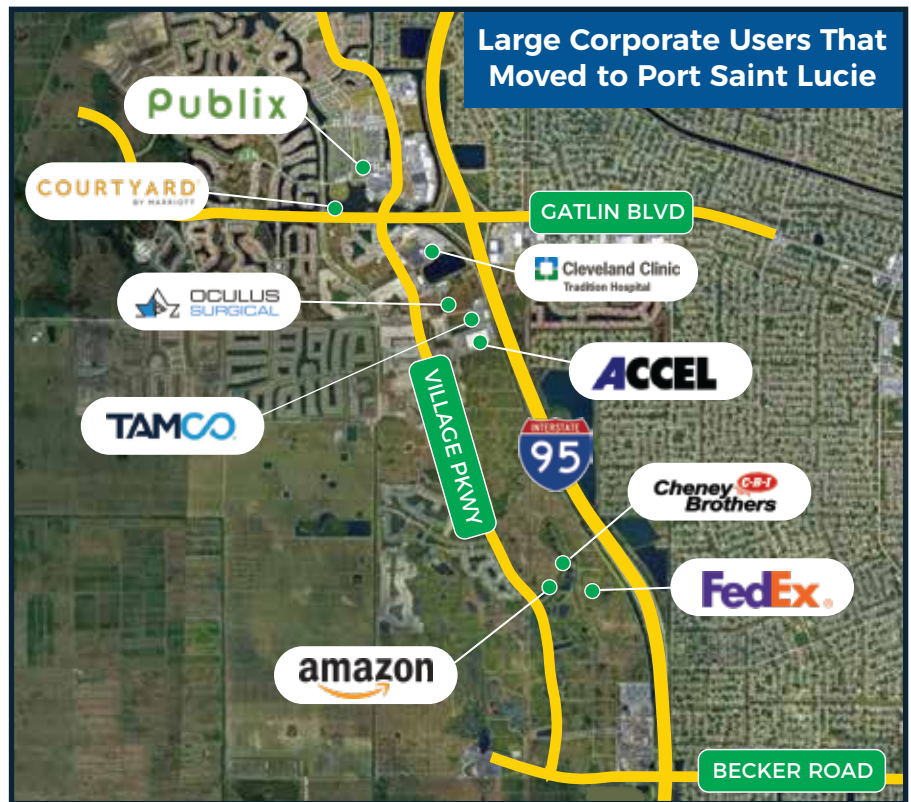 Large Corporate Users That
Moved to Port Saint Lucie
Publix
COURTYARD
BY MARRIOTT
GATLIN BLVD
Cleveland Clinic
Tradition Hospital
OCULUS
SURGICAL
ACCEL
TAMCO
VILLAGE PKWY
INTERSTATE
95
C-B-I
Cheney
Brothers
FedEx®
amazon
BECKER ROAD